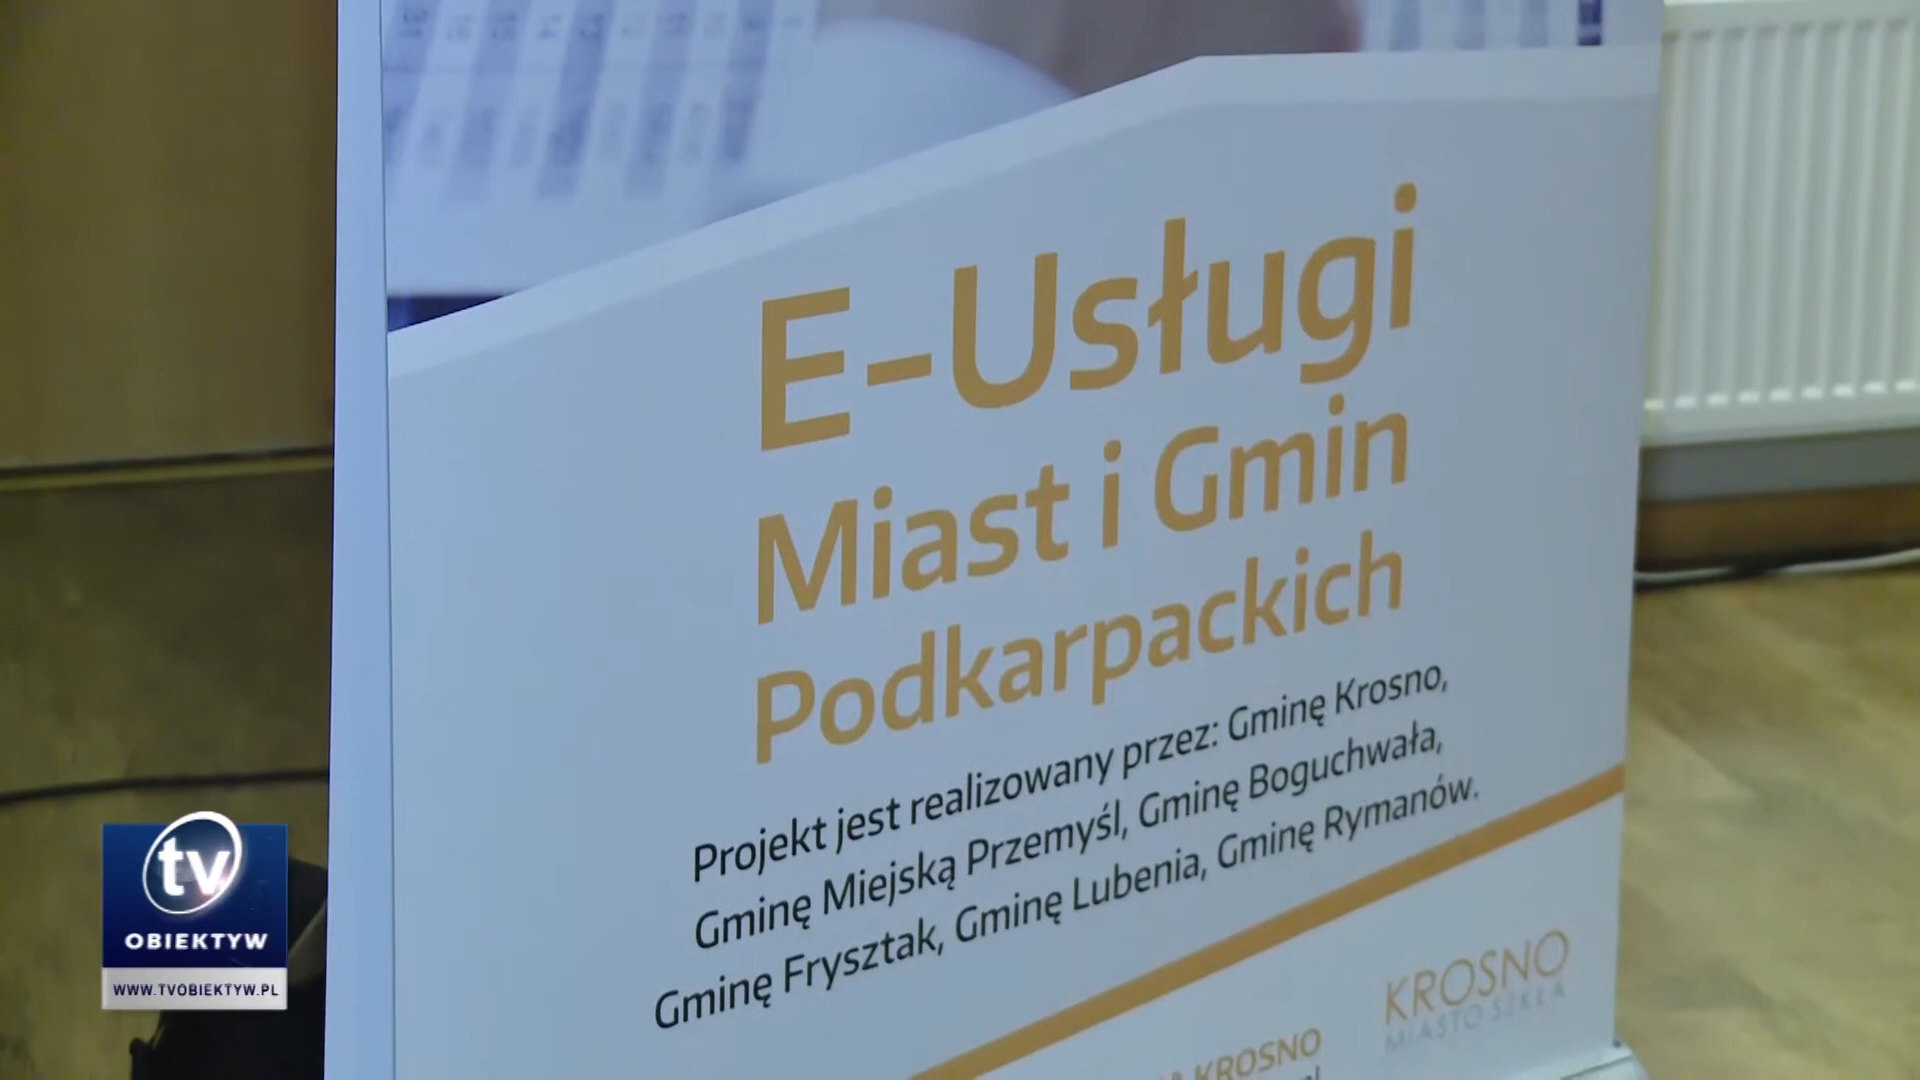 E-Usługi
Miast i Gmin
Podkarpackich
Projekt jest realizowany przez: Gminę Krosno,
Gminę Miejską Przemyśl, Gminę Boguchwała,
Gminę Frysztak, Gminę Lubenia, Gminę Rymanów.
KROSNO
MIASTO SZKŁA
KROSNO
tv
OBIEKTYW
WWW.TVOBIEKTYW.PL